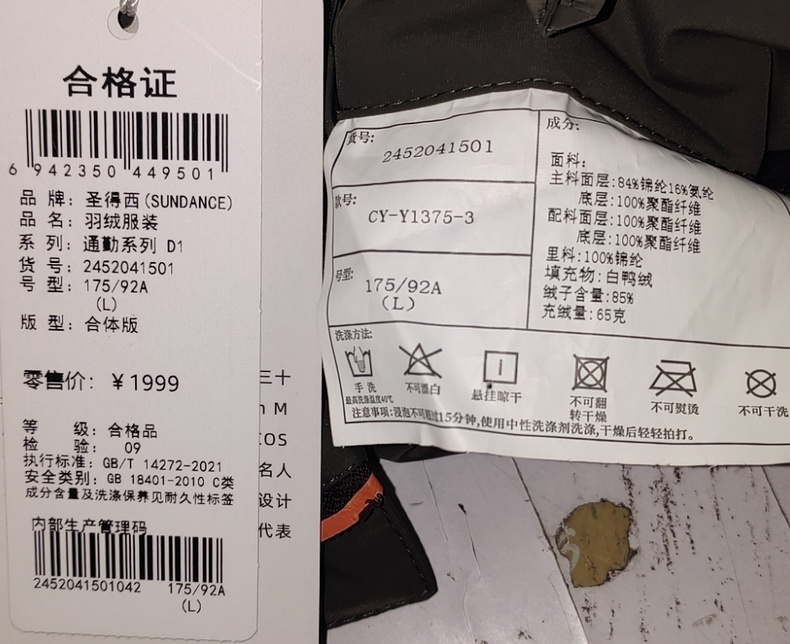 合格证
6 942350 449501
品 牌：圣得西(SUNDANCE)
品 名：羽绒服装
系 列：通勤系列 D1
货 号：2452041501
号 型：175/92A
(L)
版 型：合体版
零售价：￥1999
等 级：合格品
检 验：09
执行标准：GB/T 14272-2021
安全类别：GB 18401-2010 C类
成分含量及洗涤保养见耐久性标签
内部生产管理码
2452041501042 175/92A
(L)
三十
M
COS
名人
设计
代表
货号：
2452041501
款号：
CY-Y1375-3
号型：
175/92A
(L)
成分：
面料：
主料面层：84%锦纶16%氨纶
底层：100%聚酯纤维
配料面层：100%聚酯纤维
底层：100%聚酯纤维
里料：100%锦纶
填充物：白鸭绒
绒子含量：85%
充绒量：65克
洗涤方法：
手 洗
最高洗涤温度40℃
不可漂白
悬挂晾干
不可翻
转干燥
不可熨烫
不可干洗
注意事项：浸泡不可超过15分钟，使用中性洗涤剂洗涤，干燥后轻轻拍打。